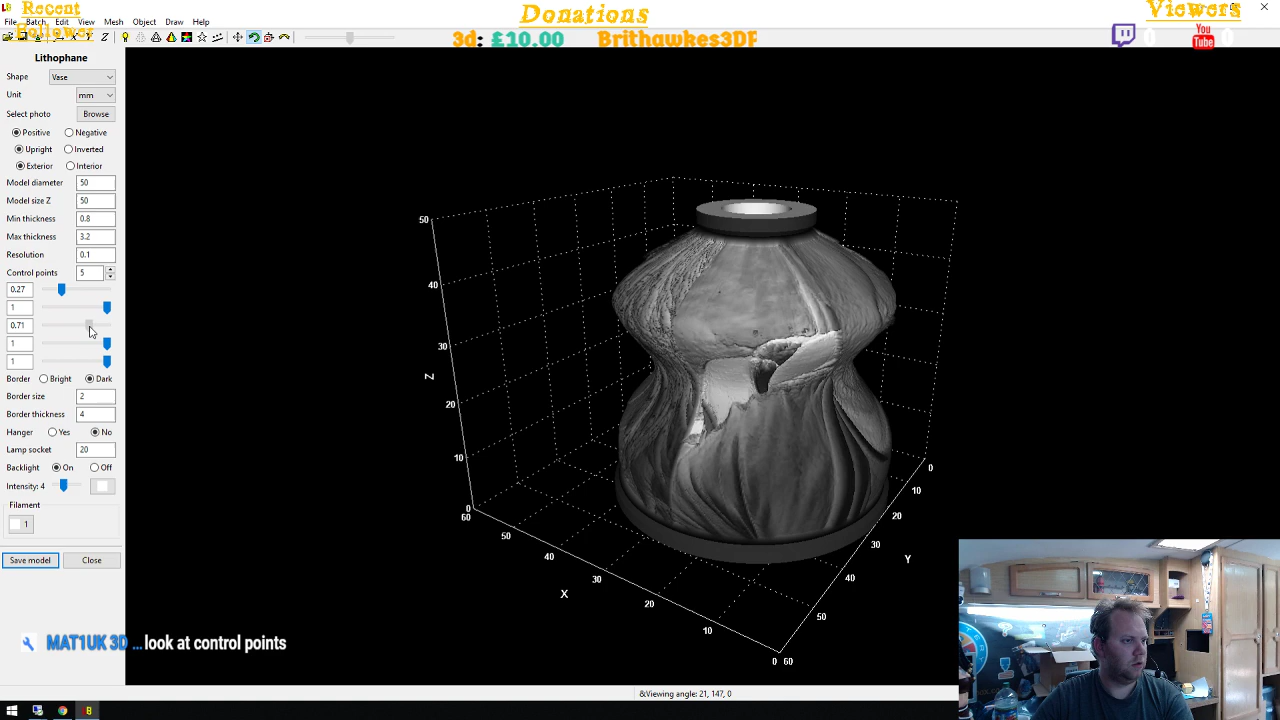 Recent
Follower
Donations
3d: £10.00 Brithawkes3DF
Viewers
0 You Tube 0
File Batch Edit View Mesh Object Draw Help
Lithophane
Shape Vase
Unit mm
Select photo Browse
Positive Negative
Upright Inverted
Exterior Interior
Model diameter 50
Model size Z 50
Min thickness 0.8
Max thickness 3.2
Resolution 0.1
Control points 5
0.27
1
0.71
1
1
Border Bright Dark
Border size 2
Border thickness 4
Hanger Yes No
Lamp socket 20
Backlight On Off
Intensity: 4
Filament
1
Save model Close
50
40
30
20
10
0
Z
60
50
40
30
20
10
0
X
60
50
40
30
20
10
0
Y
MAT1UK 3D ... look at control points
&Viewing angle: 21, 147, 0